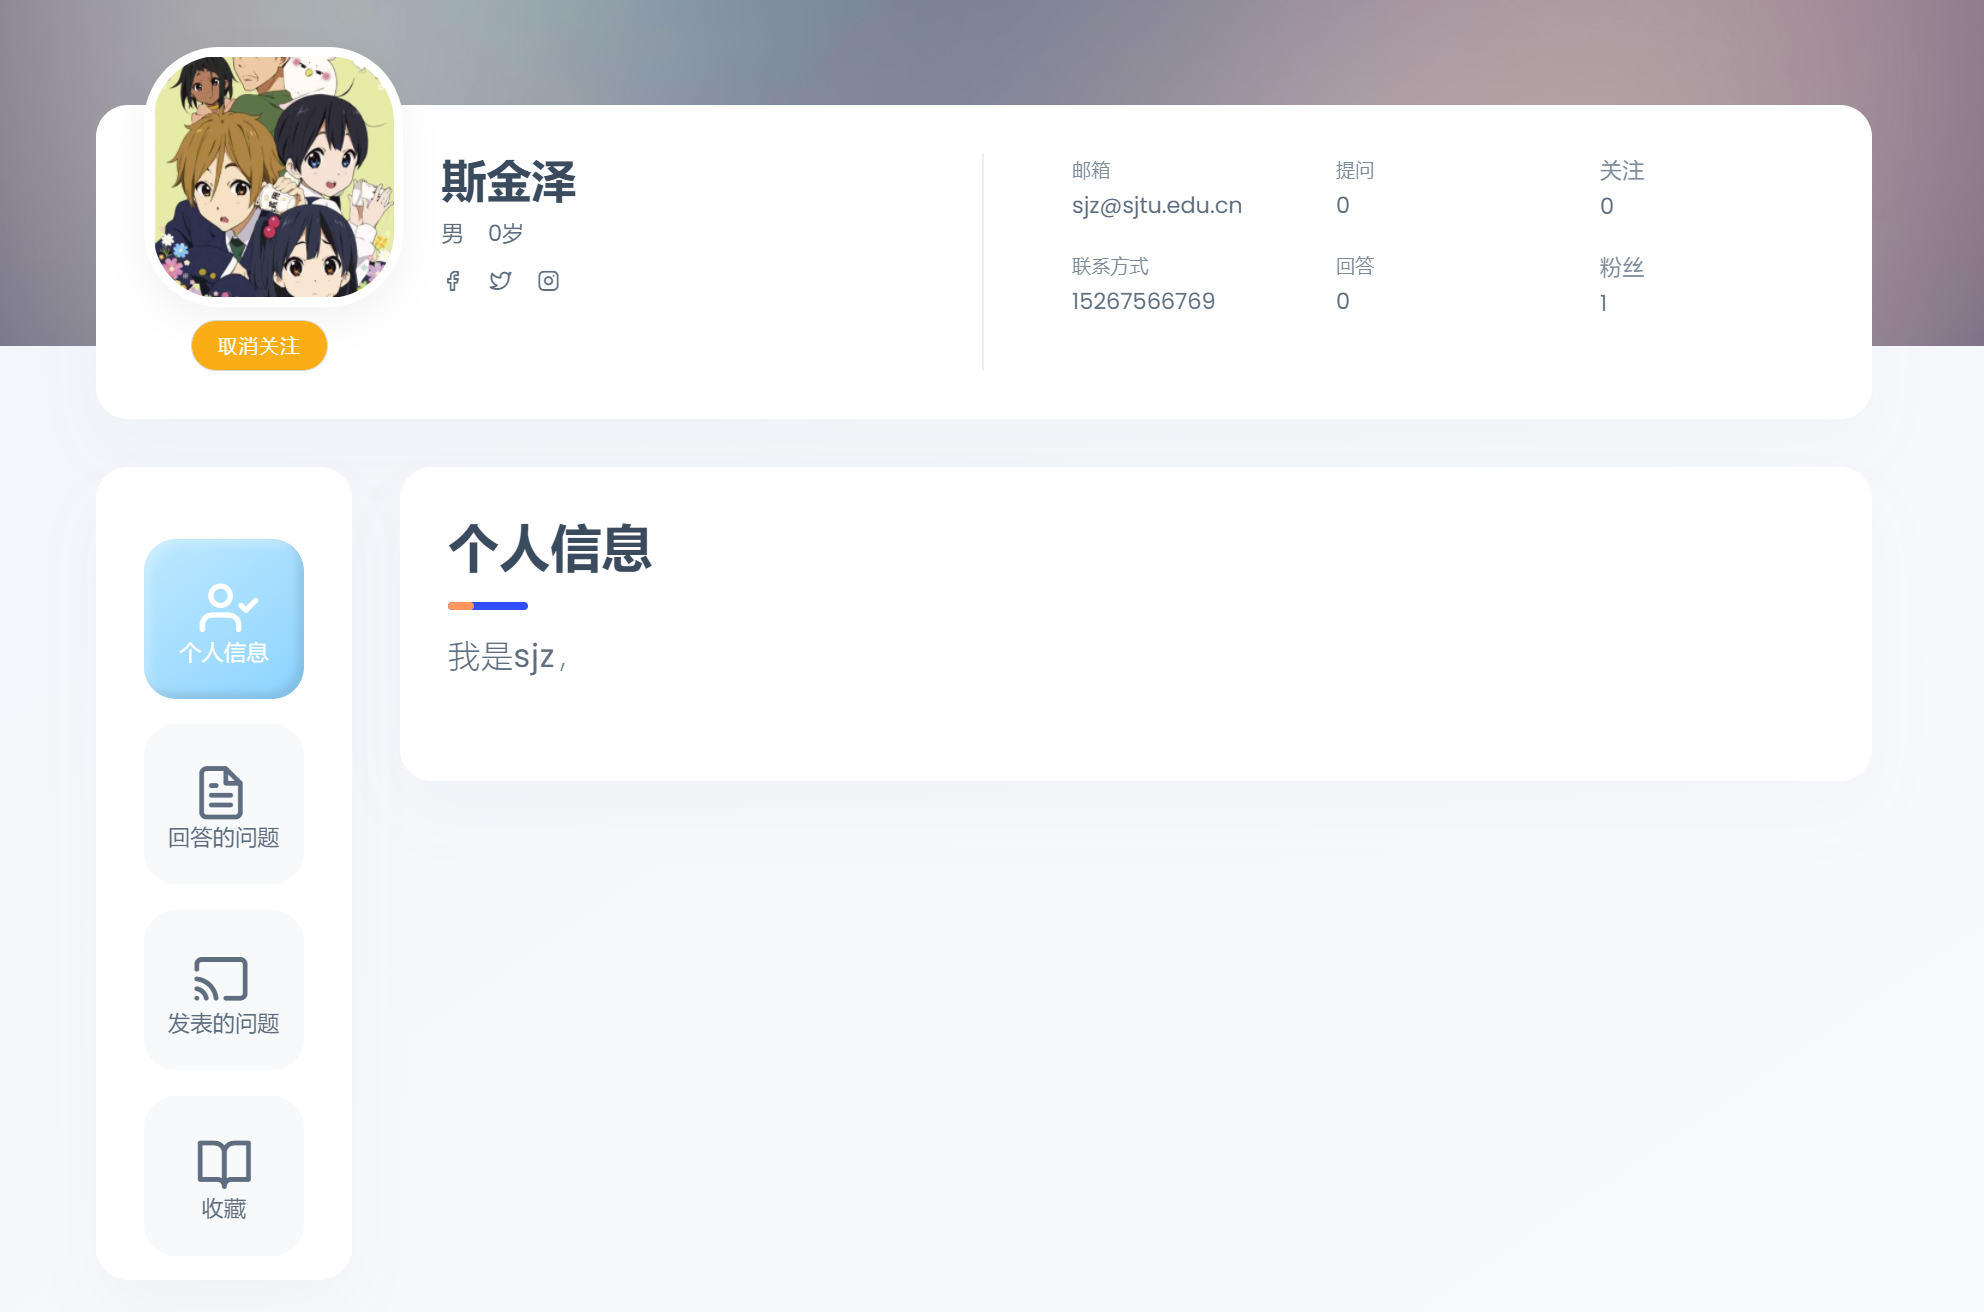 斯金泽
男 0岁
取消关注
邮箱
sjz@sjtu.edu.cn
提问
0
关注
0
联系方式
15267566769
回答
0
粉丝
1
个人信息
回答的问题
发表的问题
收藏
个人信息
我是sjz，